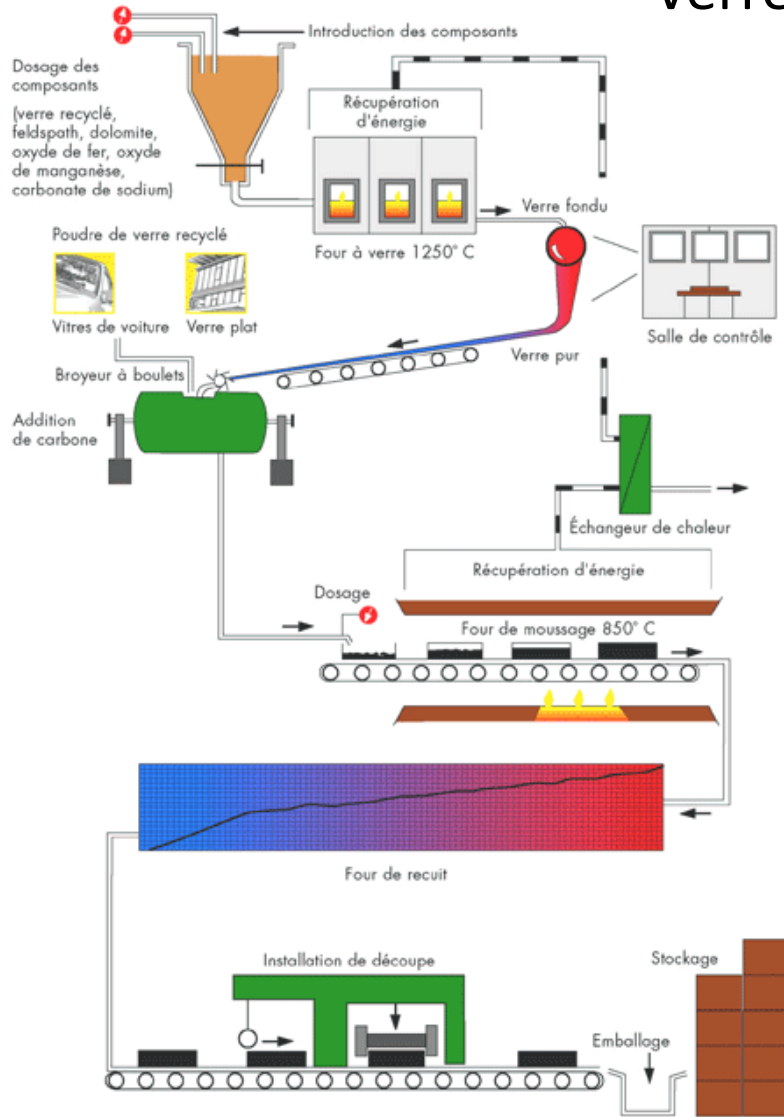 Introduction des composants
Dosage des
composants
(verre recyclé,
feldspath, dolomite,
oxyde de fer, oxyde
de manganèse,
carbonate de sodium)
Récupération
d'énergie
Verre fondu
Four à verre 1250° C
Poudre de verre recyclé
Vitres de voiture
Verre plat
Salle de contrôle
Verre pur
Broyeur à boulets
Addition
de carbone
Échangeur de chaleur
Récupération d'énergie
Dosage
Four de moussage 850° C
Four de recuit
Installation de découpe
Stockage
Emballage